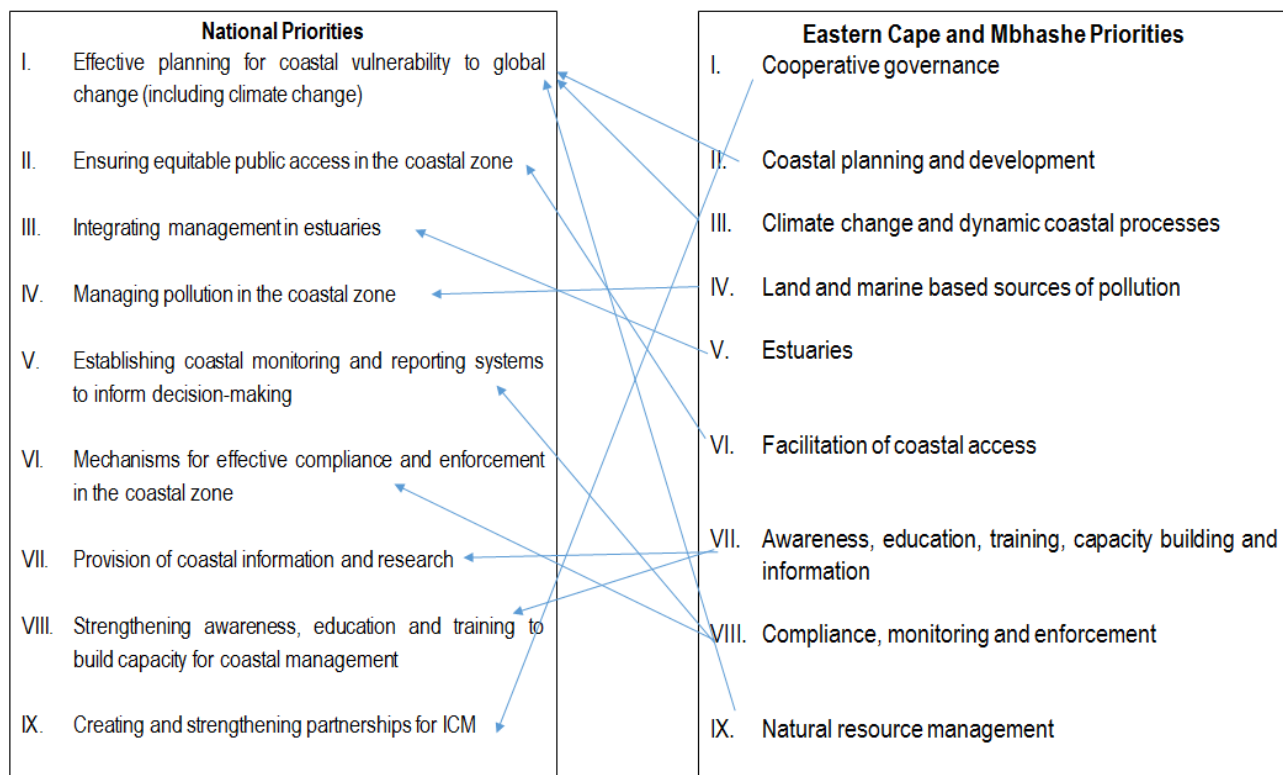 National Priorities
I. Effective planning for coastal vulnerability to global
change (including climate change)
II. Ensuring equitable public access in the coastal zone
III. Integrating management in estuaries
IV. Managing pollution in the coastal zone
V. Establishing coastal monitoring and reporting systems
to inform decision-making
VI. Mechanisms for effective compliance and enforcement
in the coastal zone
VII. Provision of coastal information and research
VIII. Strengthening awareness, education and training to
build capacity for coastal management
IX. Creating and strengthening partnerships for ICM
Eastern Cape and Mbhashe Priorities
I. Cooperative governance
II. Coastal planning and development
III. Climate change and dynamic coastal processes
IV. Land and marine based sources of pollution
V. Estuaries
VI. Facilitation of coastal access
VII. Awareness, education, training, capacity building and
information
VIII. Compliance, monitoring and enforcement
IX. Natural resource management